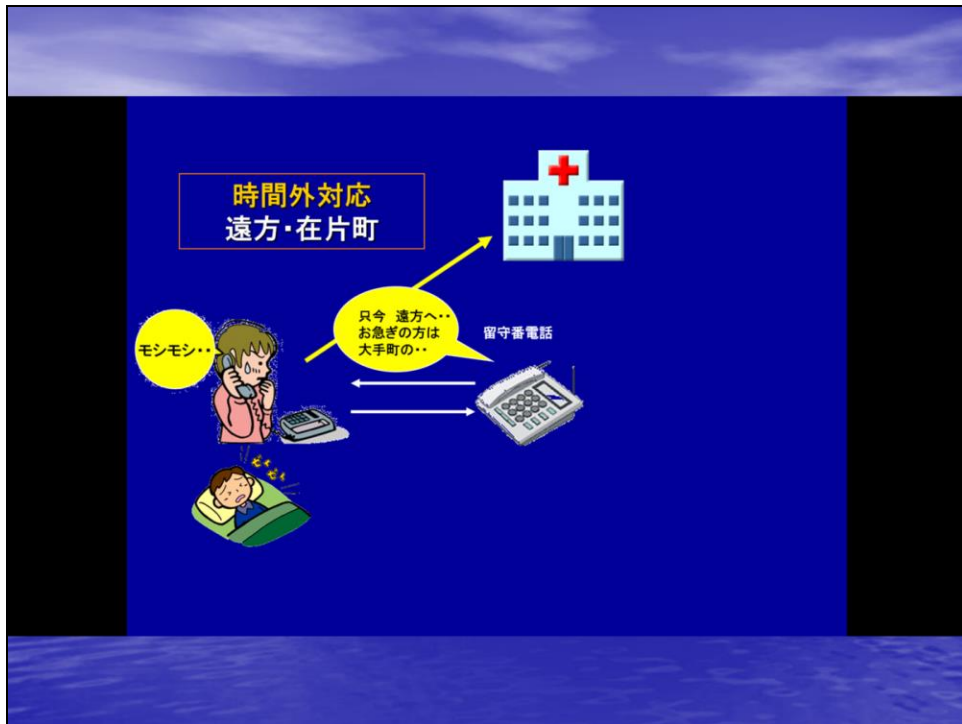 時間外対応
遠方・在片町
モシモシ・・
只今　遠方へ・・
お急ぎの方は
大手町の・・
留守番電話